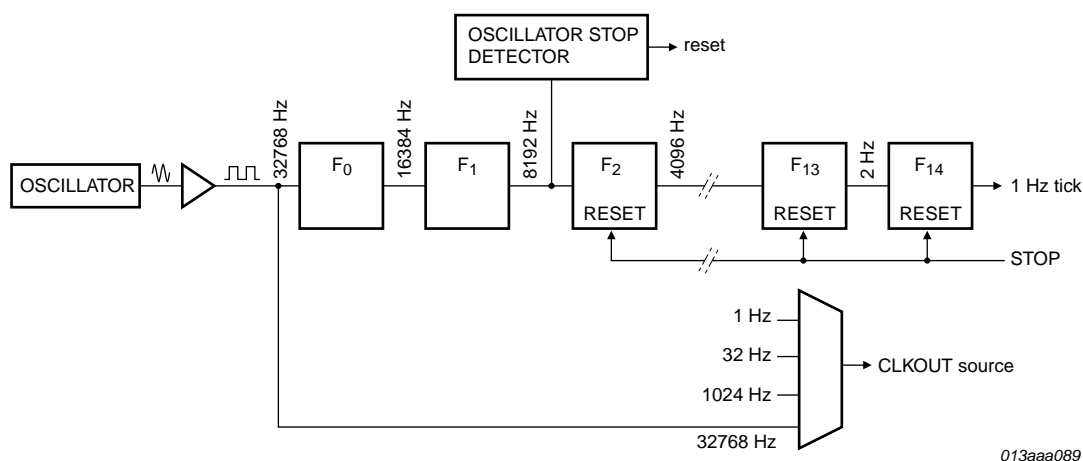 OSCILLATOR STOP
DETECTOR
reset
32768 Hz
16384 Hz
8192 Hz
4096 Hz
2 Hz
OSCILLATOR
F0
F1
F2
RESET
F13
RESET
F14
RESET
1 Hz tick
STOP
1 Hz
32 Hz
1024 Hz
32768 Hz
CLKOUT source
013aaa089